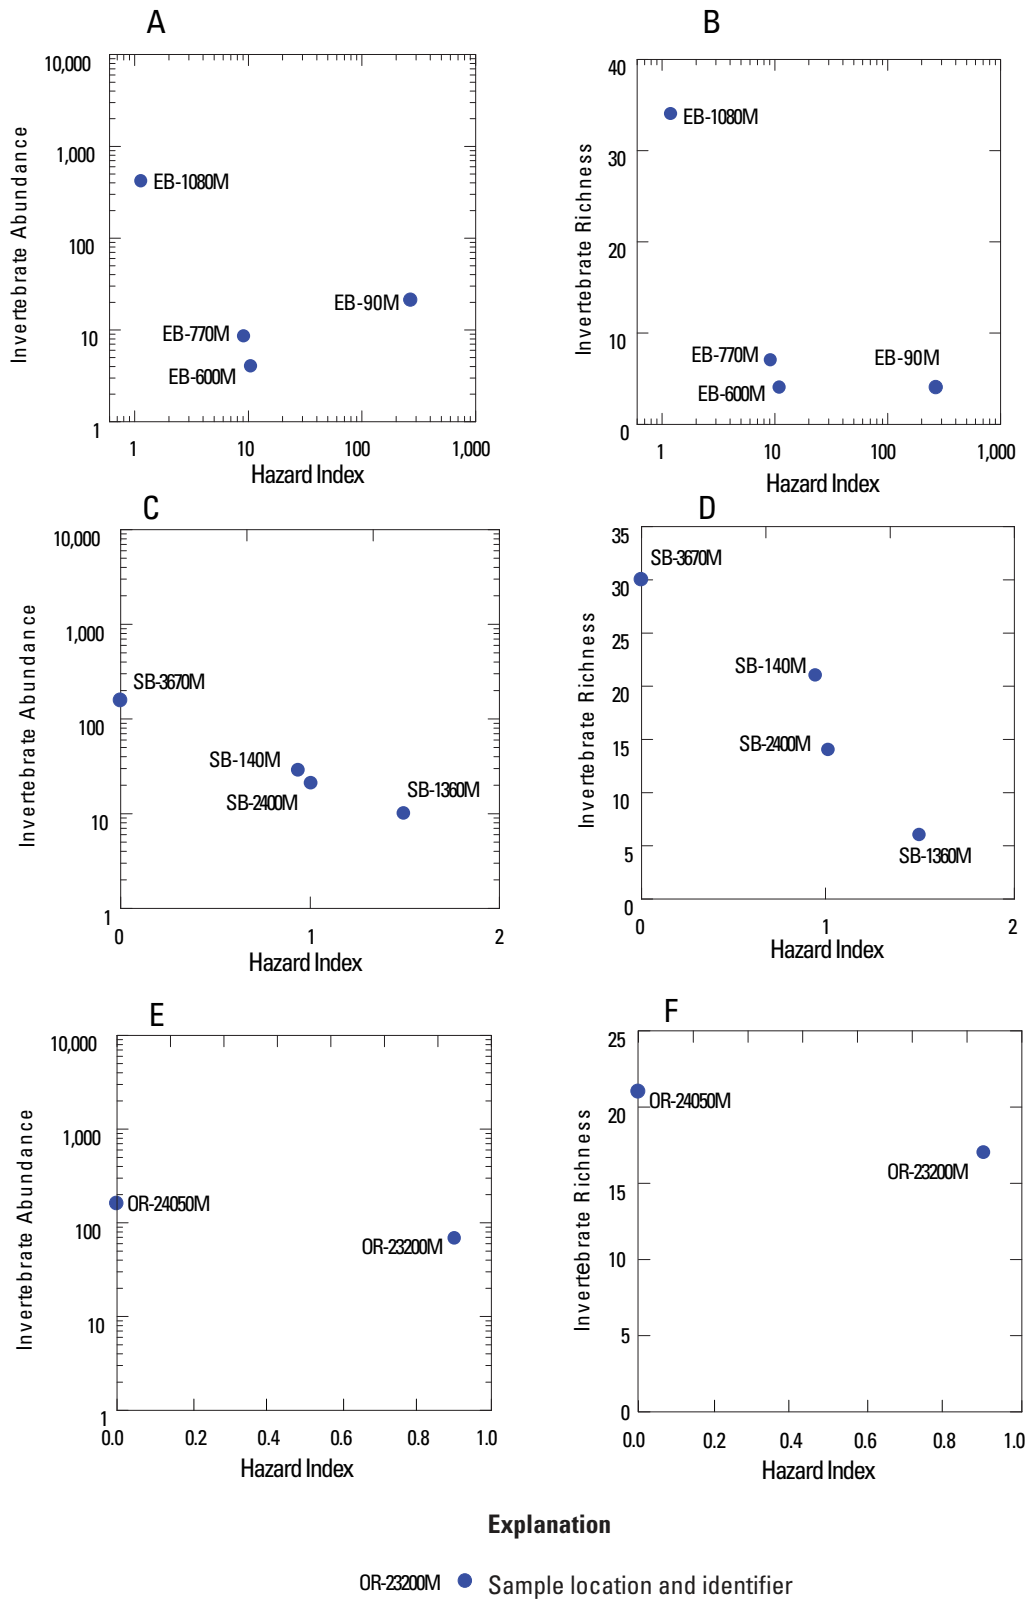 A
10,000
1,000
100
10
1
Invertebrate Abundance
EB-1080M
EB-90M
EB-770M
EB-600M
1 10 100 1,000
Hazard Index
B
40
30
20
10
0
Invertebrate Richness
EB-1080M
EB-770M
EB-90M
EB-600M
1 10 100 1,000
Hazard Index
C
10,000
1,000
100
10
1
Invertebrate Abundance
SB-3670M
SB-140M
SB-2400M
SB-1360M
0 1 2
Hazard Index
D
35
30
25
20
15
10
5
0
Invertebrate Richness
SB-3670M
SB-140M
SB-2400M
SB-1360M
0 1 2
Hazard Index
E
10,000
1,000
100
10
1
Invertebrate Abundance
OR-24050M
OR-23200M
0.0 0.2 0.4 0.6 0.8 1.0
Hazard Index
F
25
20
15
10
5
0
Invertebrate Richness
OR-24050M
OR-23200M
0.0 0.2 0.4 0.6 0.8 1.0
Hazard Index
Explanation
OR-23200M Sample location and identifier